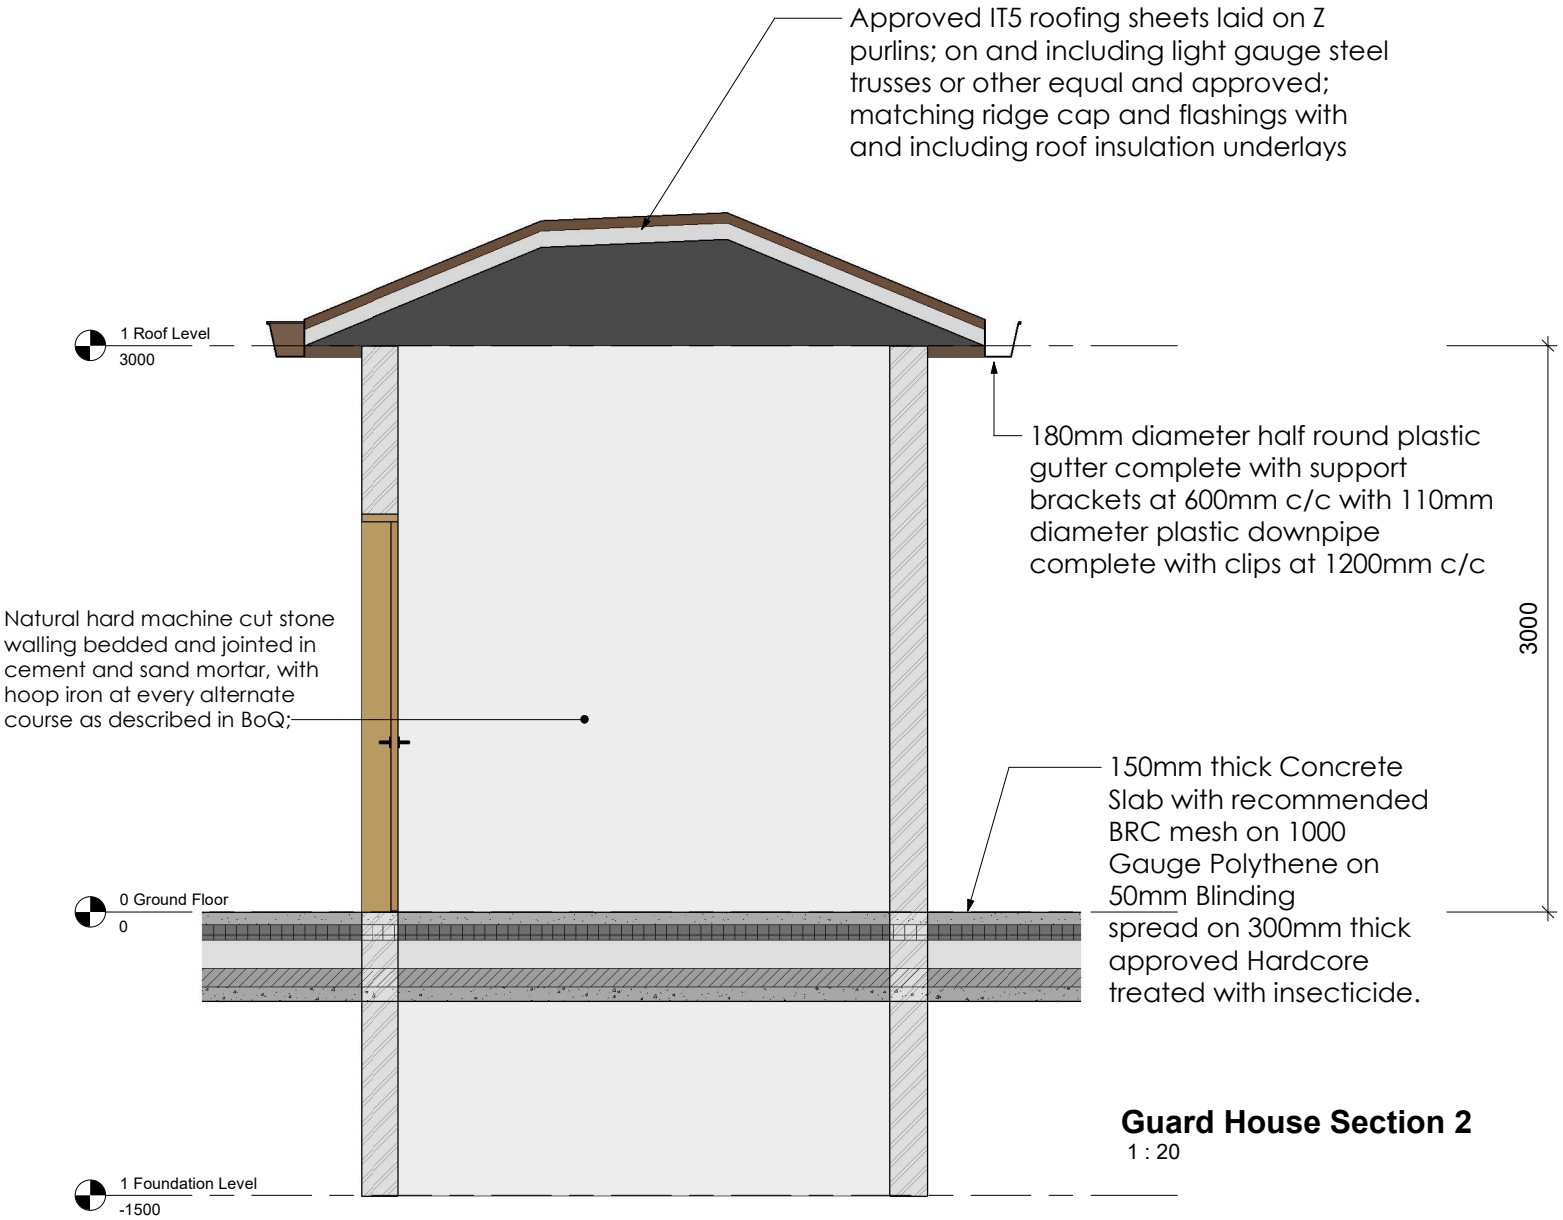 Approved IT5 roofing sheets laid on Z
purlins; on and including light gauge steel
trusses or other equal and approved;
matching ridge cap and flashings with
and including roof insulation underlays
1 Roof Level
3000
180mm diameter half round plastic
gutter complete with support
brackets at 600mm c/c with 110mm
diameter plastic downpipe
complete with clips at 1200mm c/c
3000
Natural hard machine cut stone
walling bedded and jointed in
cement and sand mortar, with
hoop iron at every alternate
course as described in BoQ;
150mm thick Concrete
Slab with recommended
BRC mesh on 1000
Gauge Polythene on
50mm Blinding
spread on 300mm thick
approved Hardcore
treated with insecticide.
0 Ground Floor
0
Guard House Section 2
1 : 20
1 Foundation Level
-1500